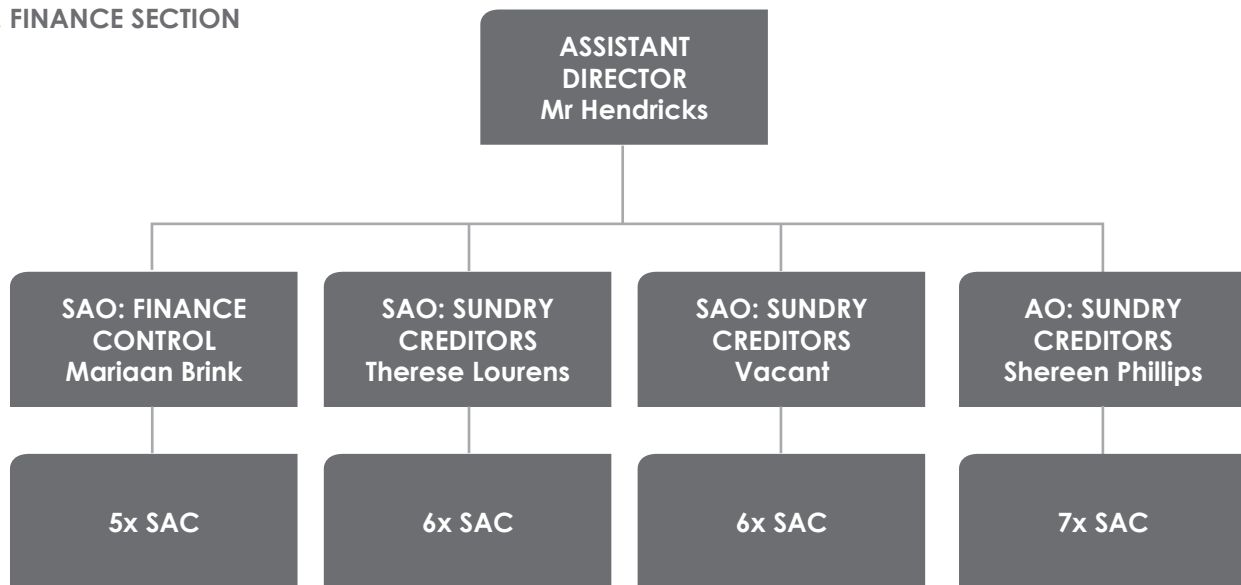 FINANCE SECTION
ASSISTANT
DIRECTOR
Mr Hendricks
SAO: FINANCE
CONTROL
Mariaan Brink
SAO: SUNDRY
CREDITORS
Therese Lourens
SAO: SUNDRY
CREDITORS
Vacant
AO: SUNDRY
CREDITORS
Shereen Phillips
5x SAC
6x SAC
6x SAC
7x SAC